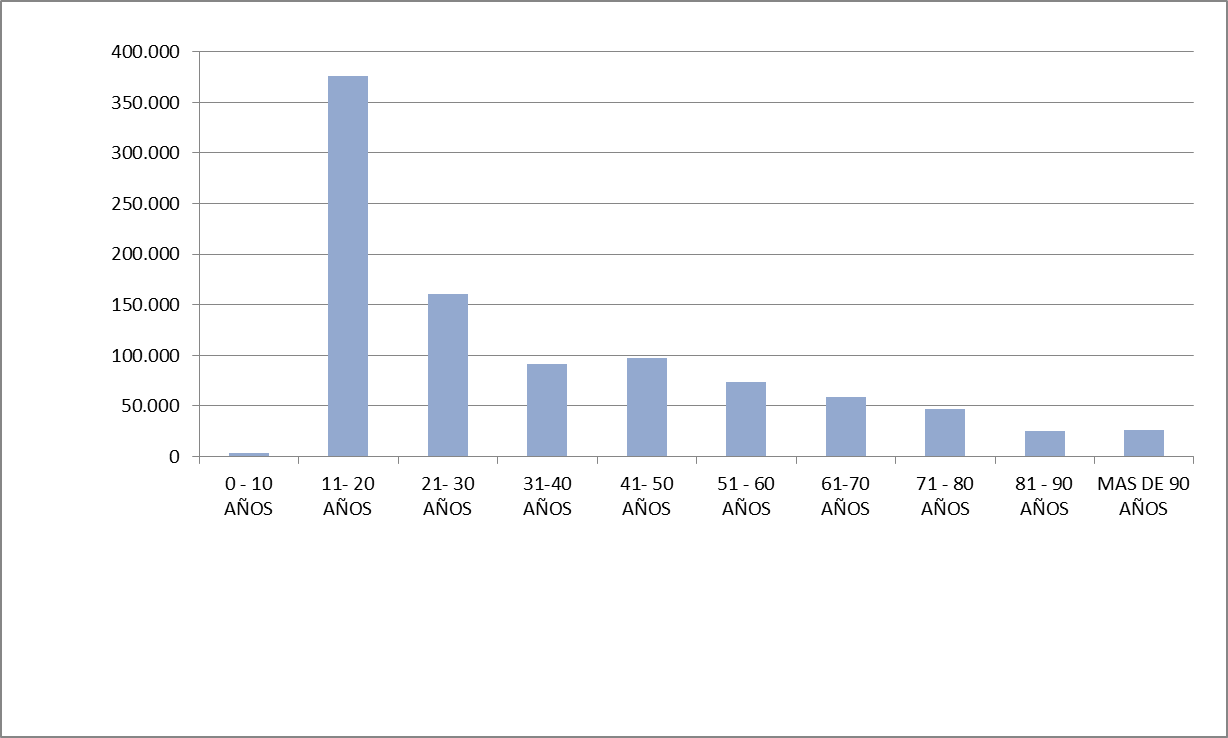 400.000
350.000
300.000
250.000
200.000
150.000
100.000
50.000
0
0 - 10 AÑOS
11- 20 AÑOS
21- 30 AÑOS
31-40 AÑOS
41- 50 AÑOS
51 - 60 AÑOS
61-70 AÑOS
71 - 80 AÑOS
81 - 90 AÑOS
MAS DE 90 AÑOS